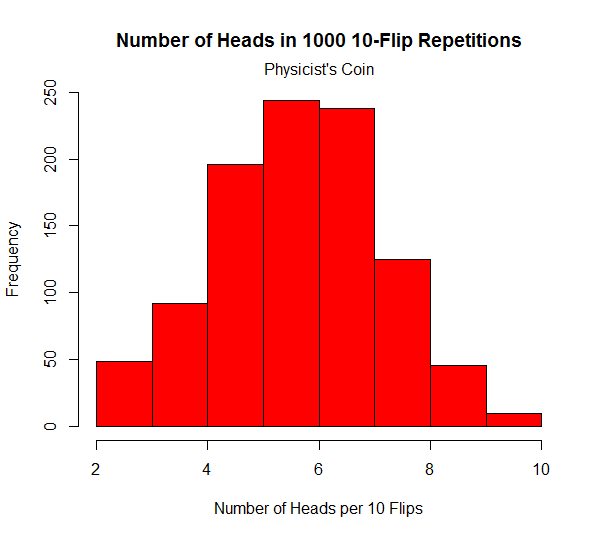 Number of Heads in 1000 10-Flip Repetitions
Physicist's Coin
Frequency
250
200
150
100
50
0
2 4 6 8 10
Number of Heads per 10 Flips